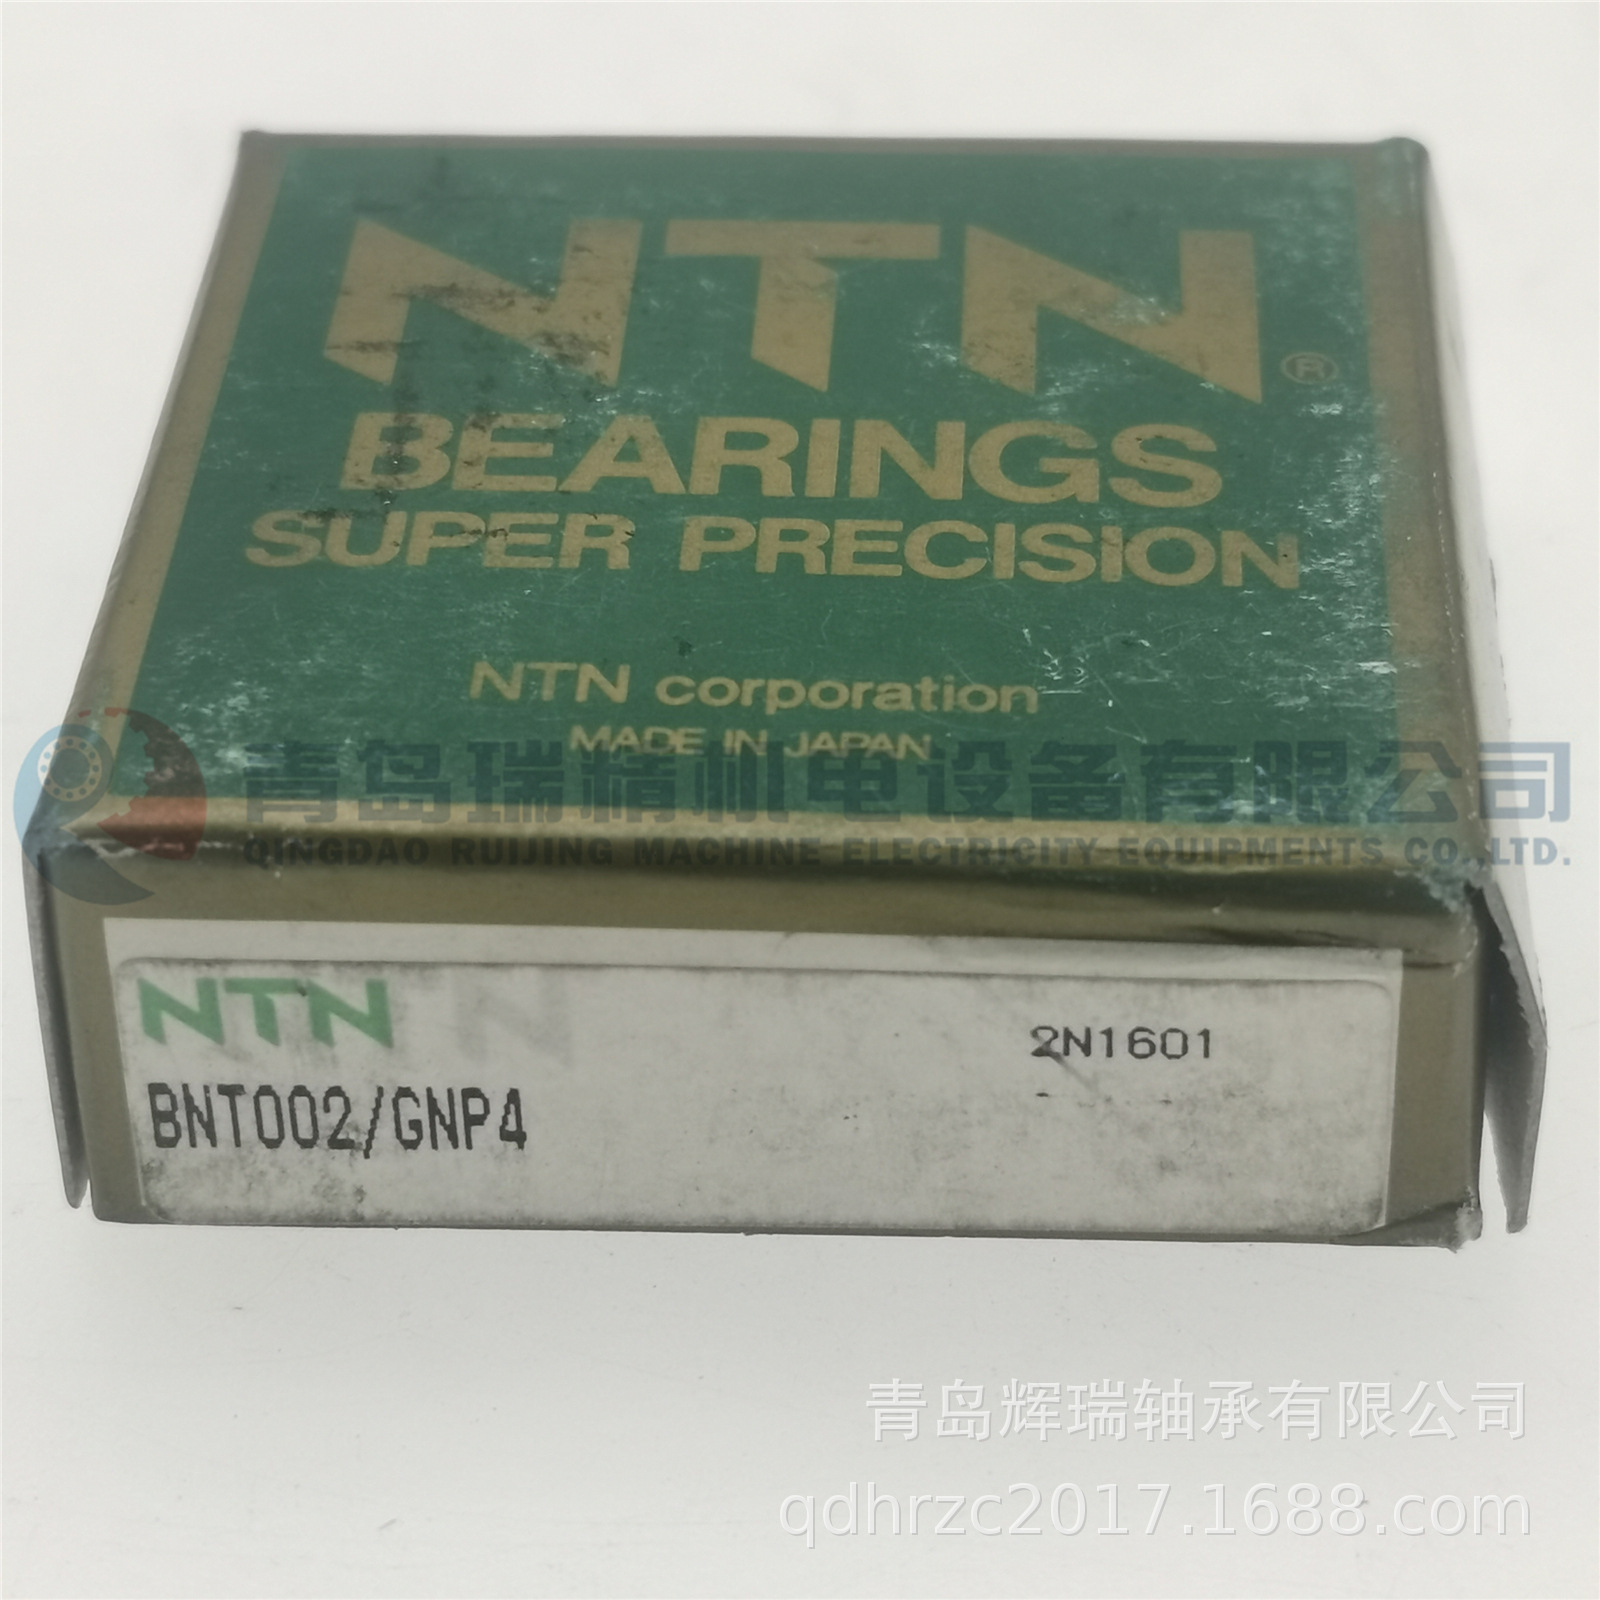 NTN®
BEARINGS
SUPER PRECISION
NTN corporation
MADE IN JAPAN
青岛瑞精机电设备有限公司
QINGDAO RUIJING MACHINE ELECTRICITY EQUIPMENTS CO.,LTD.
NTN N
2N1601
BNT002/GNP4
青岛辉瑞轴承有限公司
qdhrzc2017.1688.com